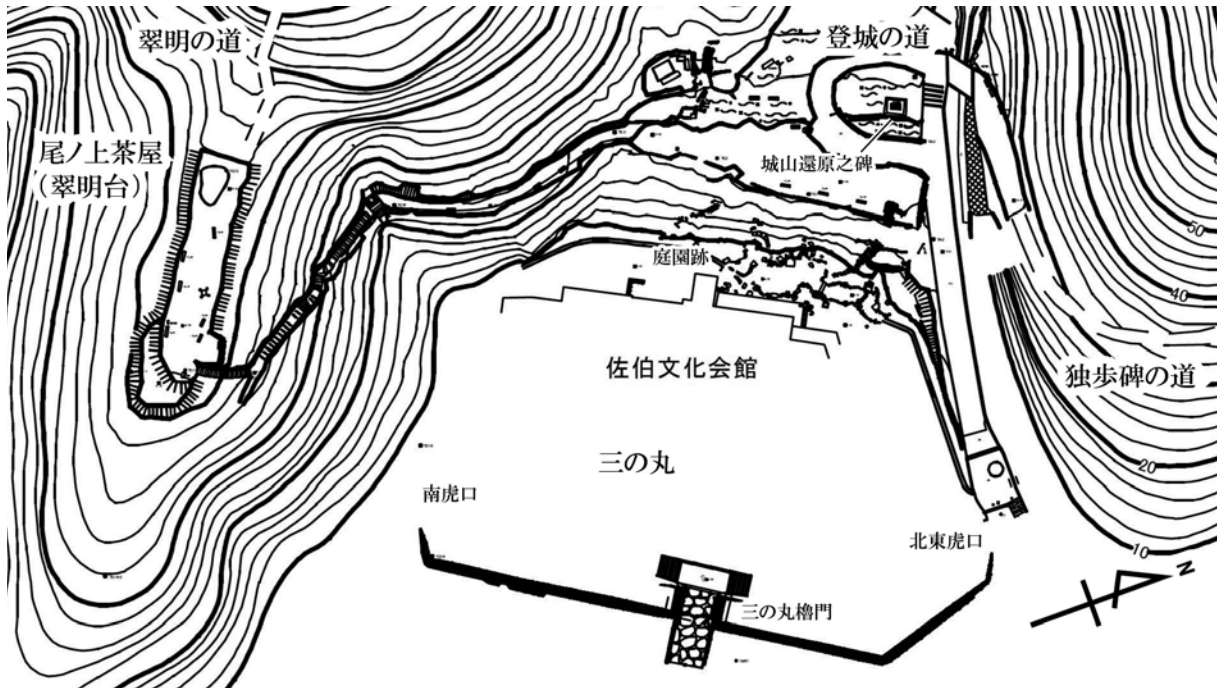 翠明の道
登城の道
尾ノ上茶屋
（翠明台）
城山還原之碑
50
庭園跡
40
佐伯文化会館
独歩碑の道
三の丸
20
南虎口
北東虎口
10
N
三の丸櫓門